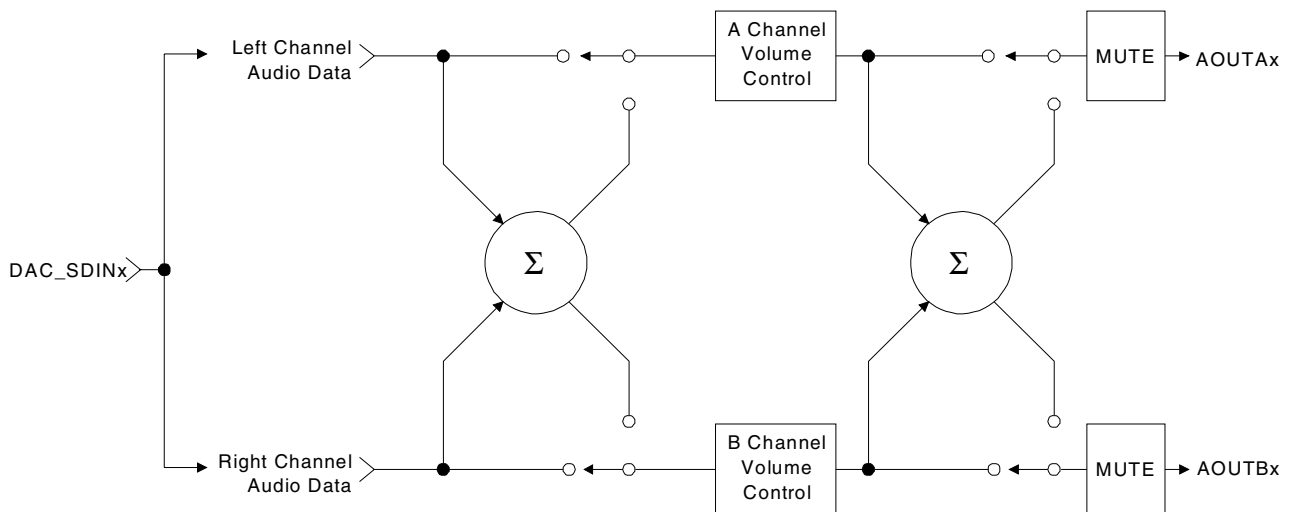 Left Channel
Audio Data
A Channel
Volume
Control
MUTE
AOUTAx
Σ
Σ
DAC_SDINx
Right Channel
Audio Data
B Channel
Volume
Control
MUTE
AOUTBx